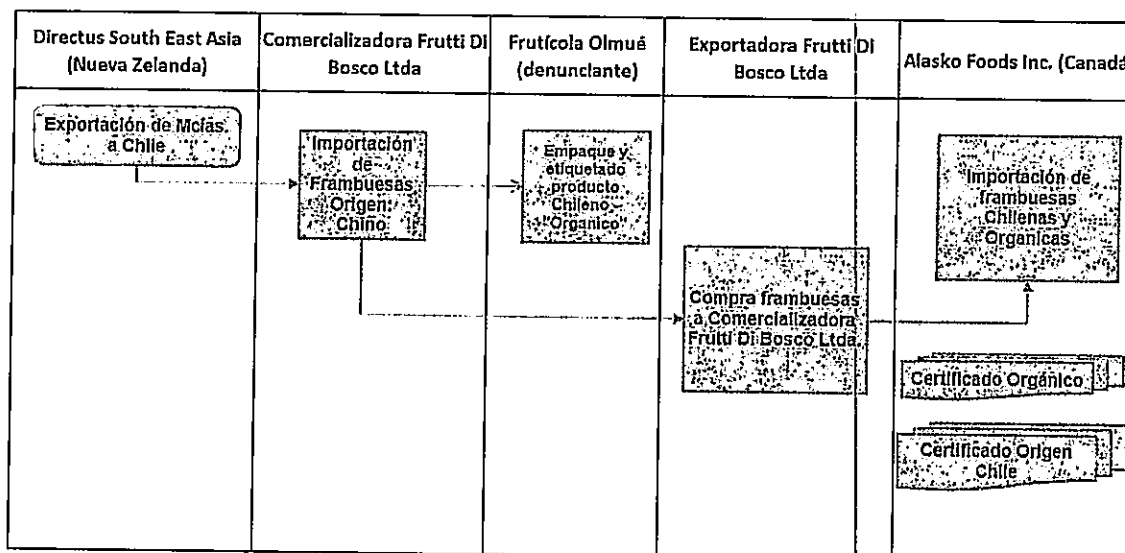 Directus South East Asia
(Nueva Zelanda)
Comercializadora Frutti Di
Bosco Ltda
Frutícola Olmué
(denunciante)
Exportadora Frutti Di
Bosco Ltda
Alasko Foods Inc. (Canadá
Exportación de Mcias.
a Chile
Importación
de
Frambuesas
Origen:
Chino
Empaque y
etiquetado
producto
Chileno -
"Organico"
Compra frambuesas
a Comercializadora
Frutti Di Bosco Ltda.
Importación de
frambuesas
Chilenas y
Organicas
Certificado Orgánico
Certificado Origen
Chile